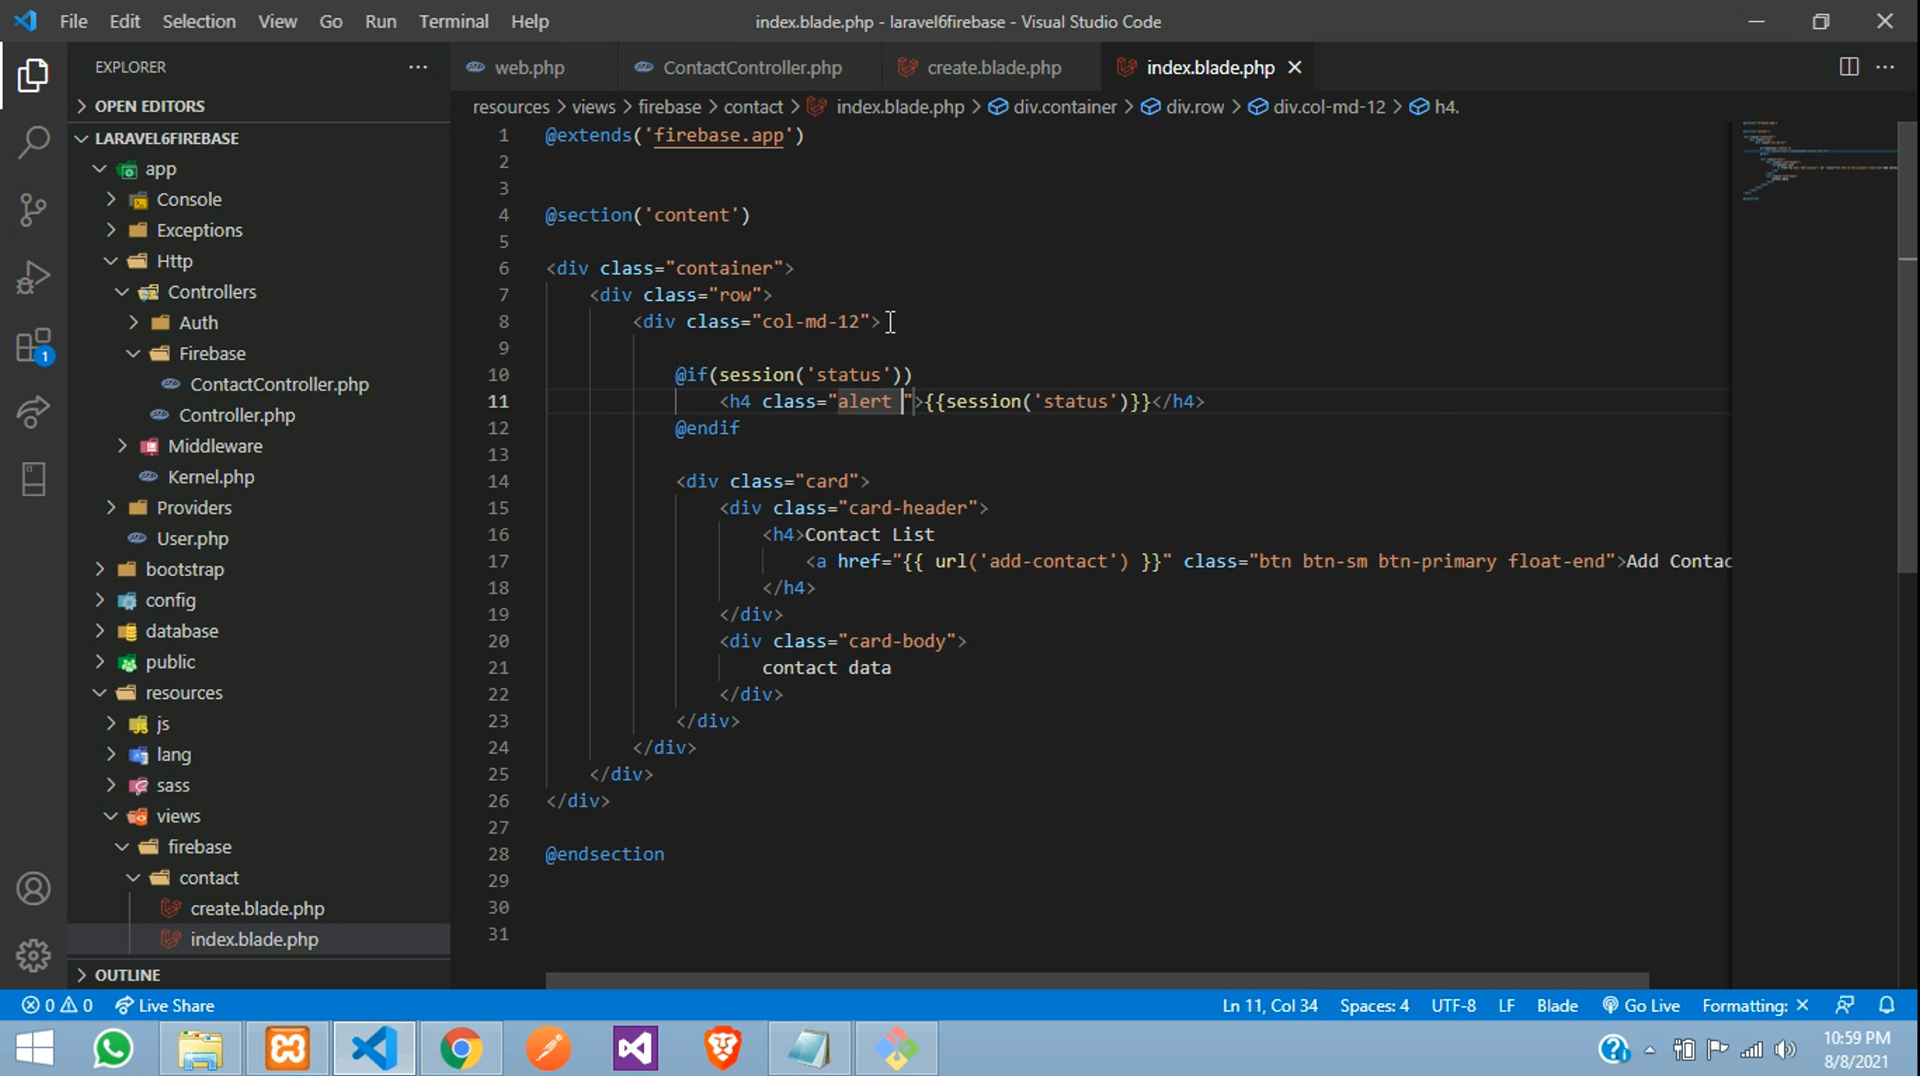 File Edit Selection View Go Run Terminal Help
index.blade.php - laravel6firebase - Visual Studio Code
EXPLORER
web.php
ContactController.php
create.blade.php
index.blade.php
OPEN EDITORS
resources > views > firebase > contact > index.blade.php > div.container > div.row > div.col-md-12 > h4.
LARAVEL6FIREBASE
app
Console
Exceptions
Http
Controllers
Auth
Firebase
ContactController.php
Controller.php
Middleware
Kernel.php
Providers
User.php
bootstrap
config
database
public
resources
js
lang
sass
views
firebase
contact
create.blade.php
index.blade.php
OUTLINE
1 @extends('firebase.app')
2
3
4 @section('content')
5
6 <div class="container">
7 <div class="row">
8 <div class="col-md-12">
9
10 @if(session('status'))
11 <h4 class="alert ">{{session('status')}}</h4>
12 @endif
13
14 <div class="card">
15 <div class="card-header">
16 <h4>Contact List
17 <a href="{{ url('add-contact') }}" class="btn btn-sm btn-primary float-end">Add Contac
18 </h4>
19 </div>
20 <div class="card-body">
21 contact data
22 </div>
23 </div>
24 </div>
25 </div>
26 </div>
27
28 @endsection
29
30
31
1
0 0 Live Share
Ln 11, Col 34 Spaces: 4 UTF-8 LF Blade Go Live Formatting: ×
10:59 PM
8/8/2021